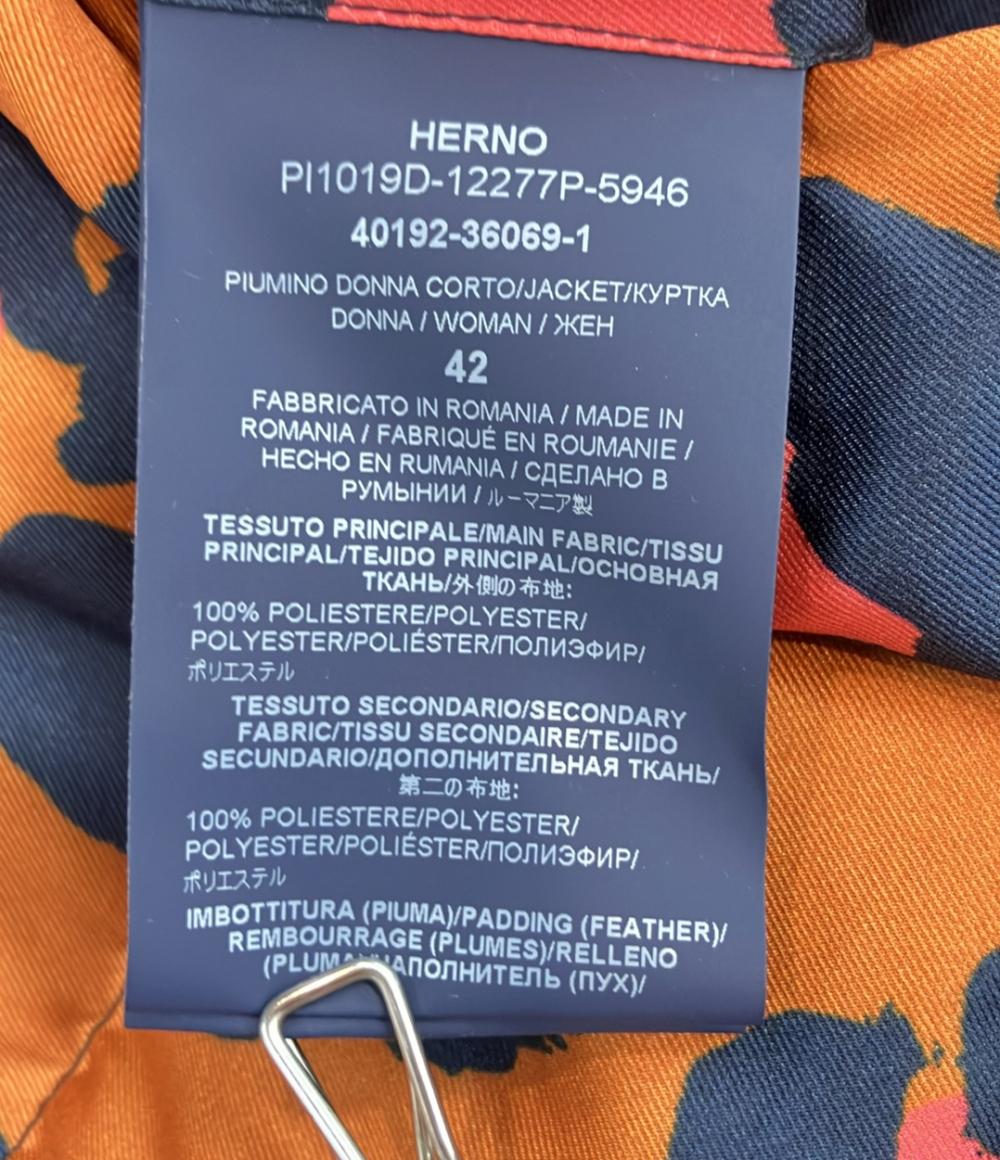 HERNO
PI1019D-12277P-5946
40192-36069-1
PIUMINO DONNA CORTO/JACKET/КУРТКА
DONNA / WOMAN / ЖЕН
42
FABBRICATO IN ROMANIA / MADE IN
ROMANIA / FABRIQUÉ EN ROUMANIE /
HECHO EN RUMANIA / СДЕЛАНО В
РУМЫНИИ / ルーマニア製
TESSUTO PRINCIPALE/MAIN FABRIC/TISSU
PRINCIPAL/TEJIDO PRINCIPAL/ОСНОВНАЯ
ТКАНЬ/外側の布地:
100% POLIESTERE/POLYESTER/
POLYESTER/POLIÉSTER/ПОЛИЭФИР/
ポリエステル
TESSUTO SECONDARIO/SECONDARY
FABRIC/TISSU SECONDAIRE/TEJIDO
SECUNDARIO/ДОПОЛНИТЕЛЬНАЯ ТКАНЬ/
第二の布地:
100% POLIESTERE/POLYESTER/
POLYESTER/POLIÉSTER/ПОЛИЭФИР/
ポリエステル
IMBOTTITURA (PIUMA)/PADDING (FEATHER)/
REMBOURRAGE (PLUMES)/RELLENO
(ПУХ)/